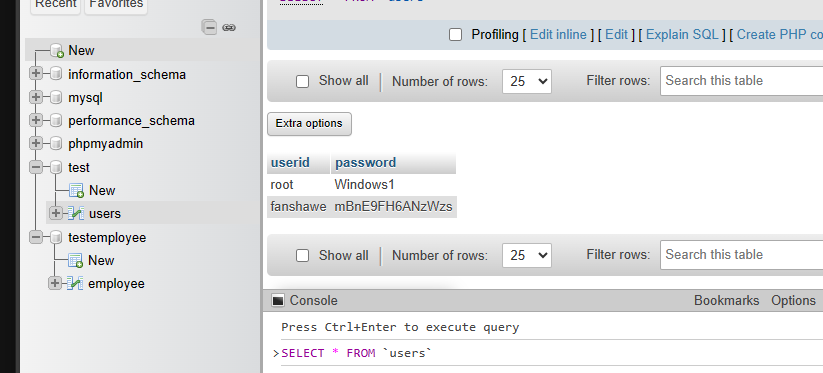 Recent Favorites
New
information_schema
mysql
performance_schema
phpmyadmin
test
New
users
testemployee
New
employee
Profiling [ Edit inline ] [ Edit ] [ Explain SQL ] [ Create PHP co
Show all Number of rows: 25 Filter rows: Search this table
Extra options
userid password
root Windows1
fanshawe mBnE9FH6ANzWzs
Show all Number of rows: 25 Filter rows: Search this table
Console Bookmarks Options
Press Ctrl+Enter to execute query
>SELECT * FROM `users`